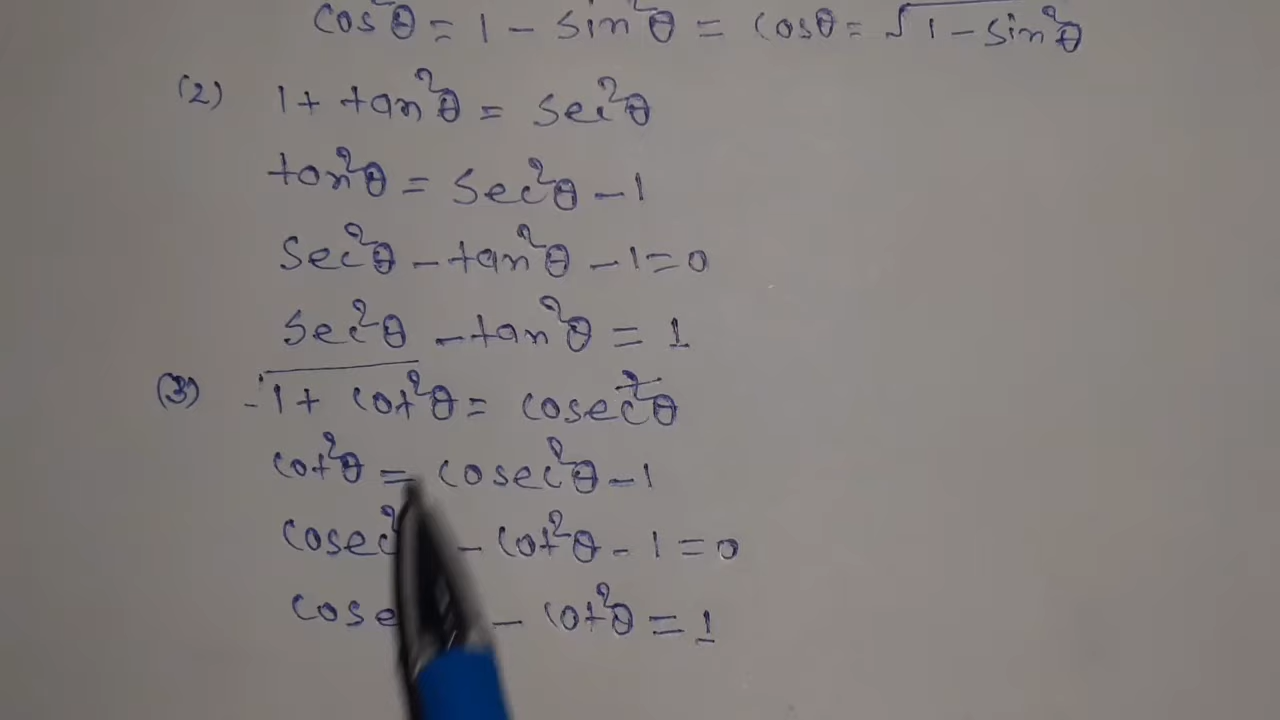 cos²θ = 1 - sin²θ = cosθ = √1 - sin²θ
(2) 1 + tan²θ = sec²θ
tan²θ = sec²θ - 1
sec²θ - tan²θ - 1 = 0
sec²θ - tan²θ = 1
(3) 1 + cot²θ = cosec²θ
cot²θ = cosec²θ - 1
cosec² - cot²θ - 1 = 0
cose - cot²θ = 1